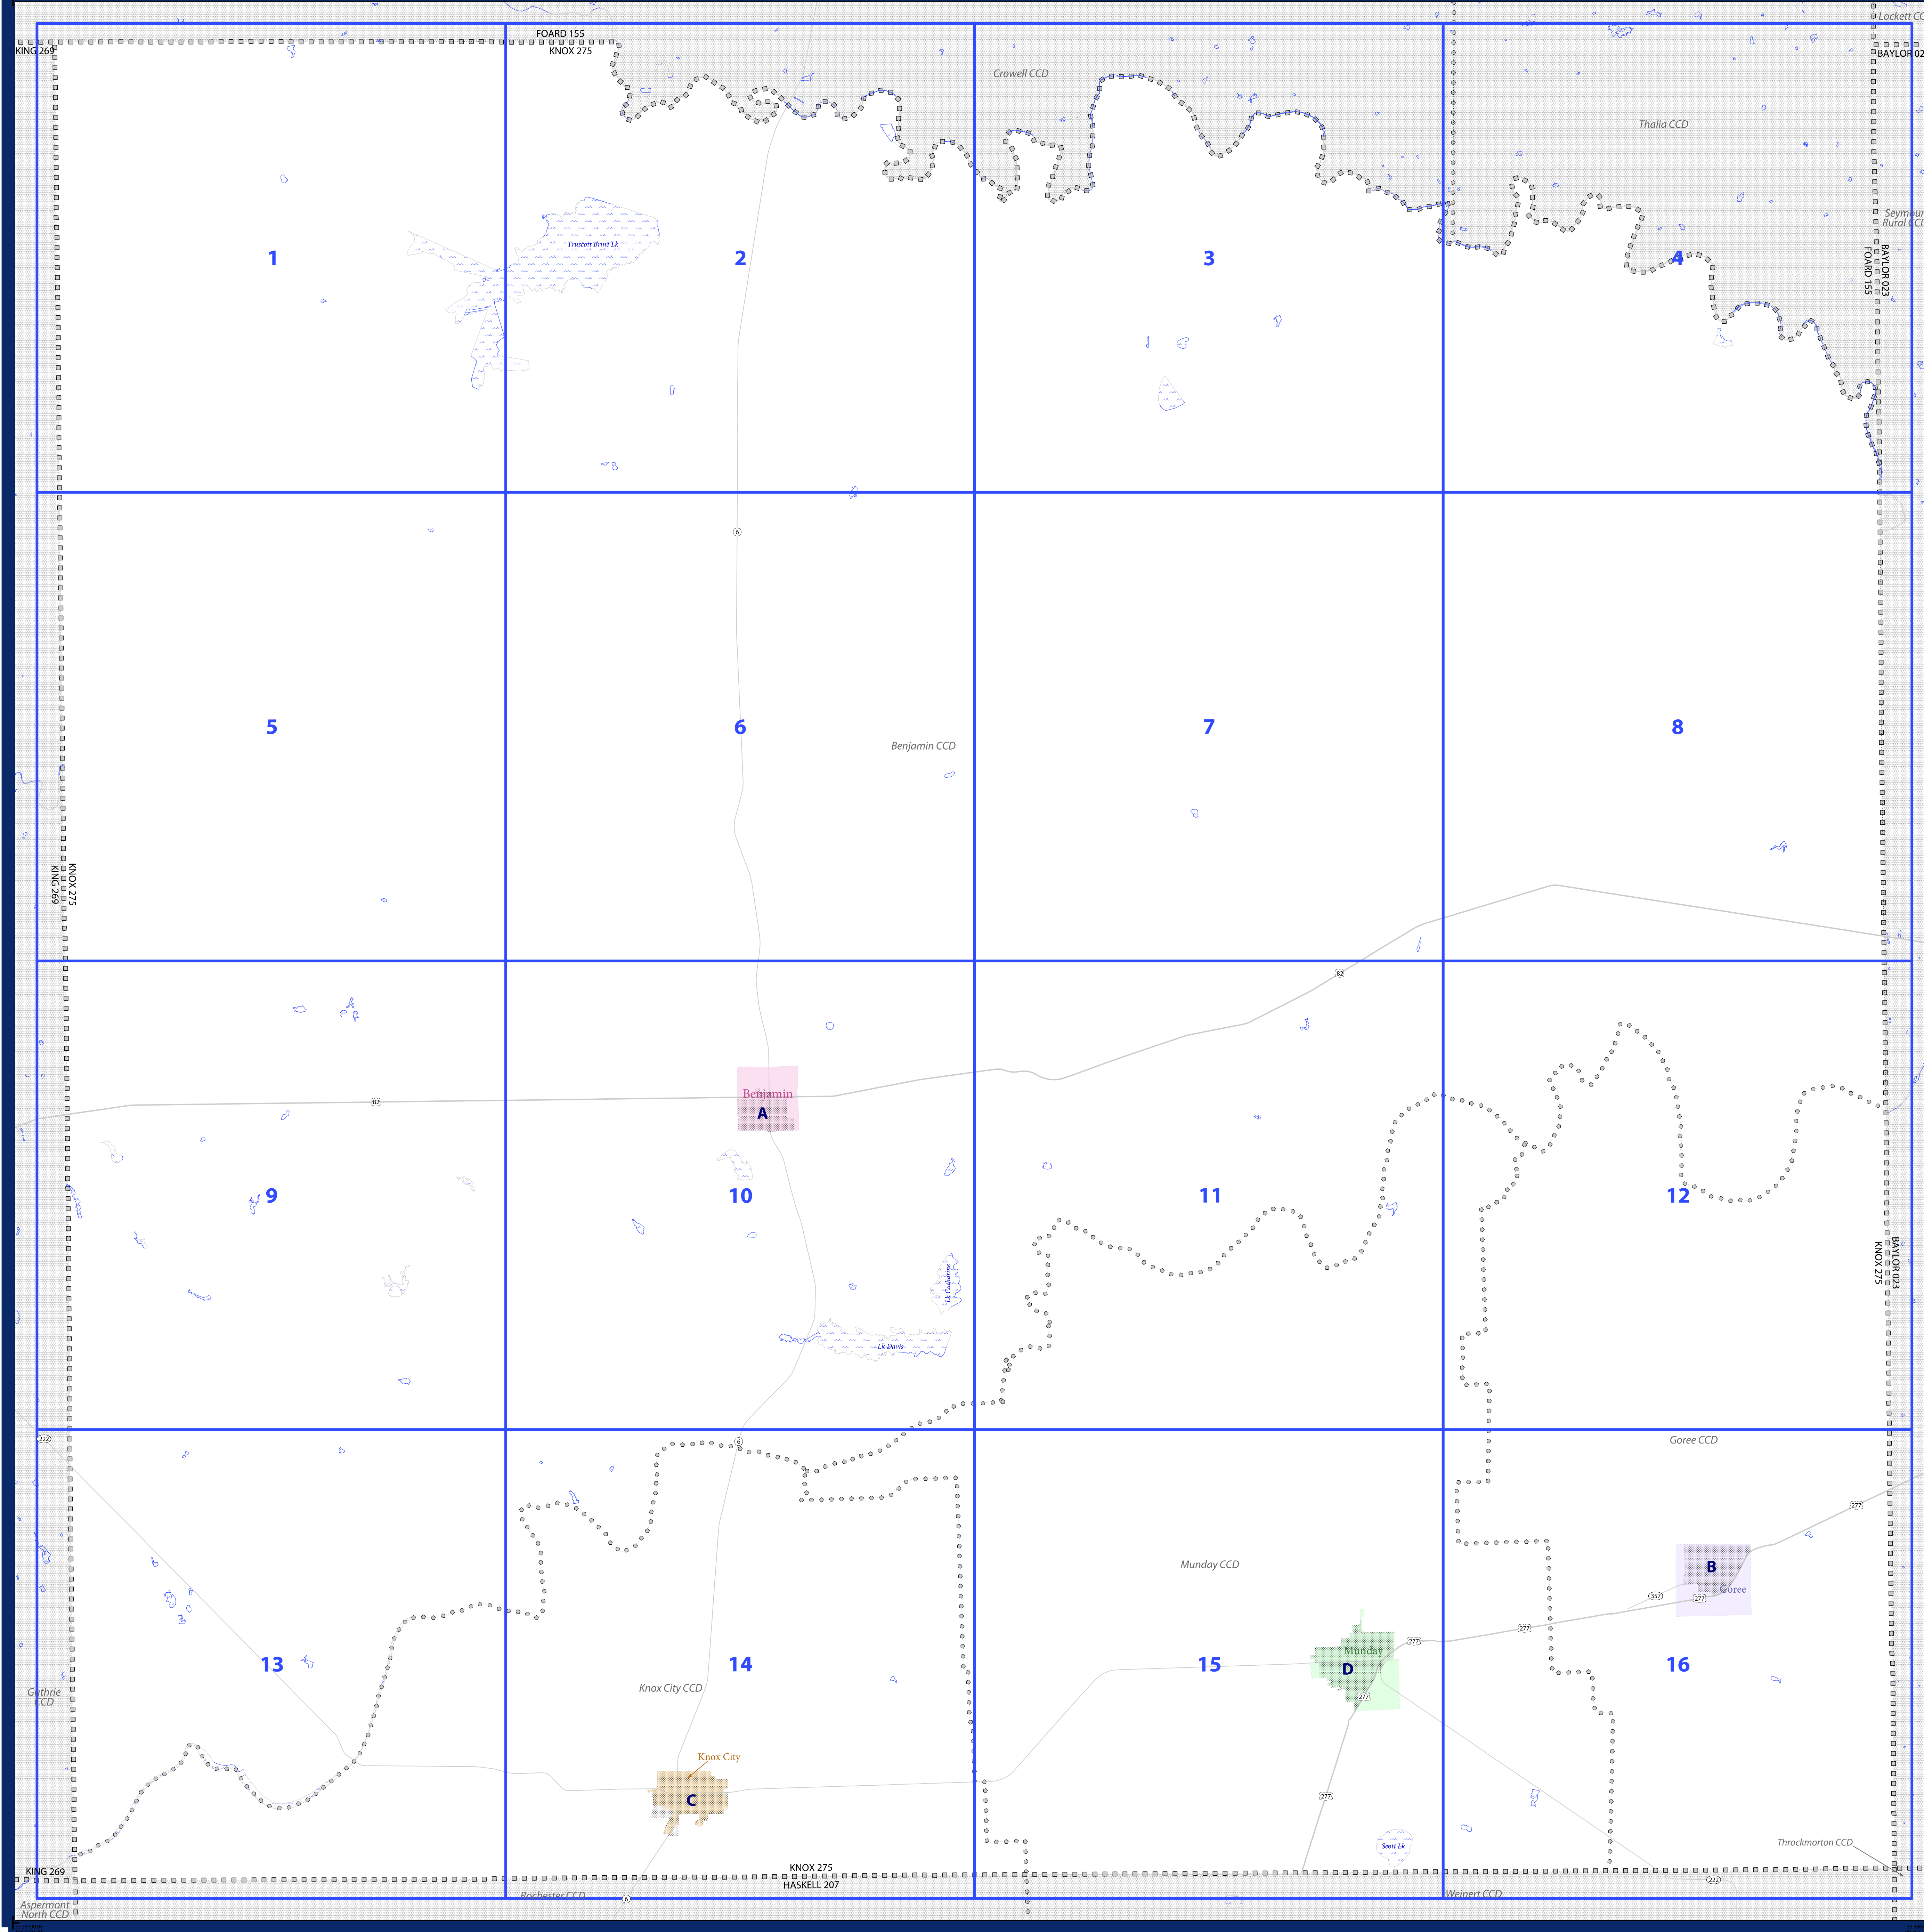 Lockett CC
FOARD 155
KING 269
KNOX 275
BAYLOR 02
Crowell CCD
Thalia CCD
Seymour
Rural CCD
Truscott Brine Lk
1
2
3
4
FOARD 155
BAYLOR 023
6
5
6
7
8
Benjamin CCD
KING 269
KNOX 275
82
82
Benjamin
A
9
10
11
12
KNOX 275
BAYLOR 023
Lk Catharine
Lk Davis
222
6
Goree CCD
277
Munday CCD
B
357
Goree
277
277
277
Munday
D
13
14
15
16
Guthrie
CCD
Knox City CCD
277
Knox City
C
277
Scott Lk
Throckmorton CCD
KING 269
KNOX 275
HASKELL 207
222
Rochester CCD
6
Weinert CCD
Aspermont
North CCD